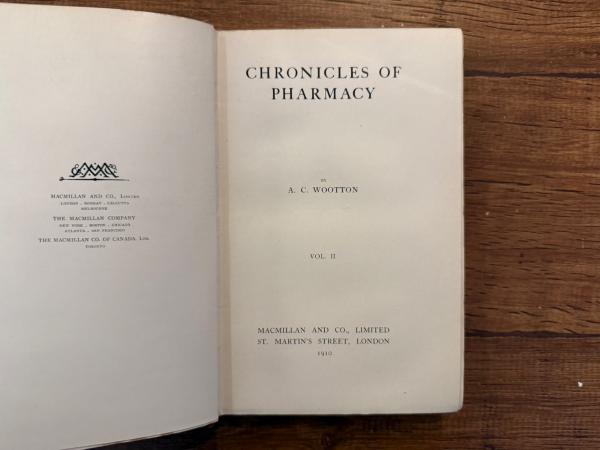 MACMILLAN AND CO., LIMITED
LONDON · BOMBAY · CALCUTTA
MELBOURNE
THE MACMILLAN COMPANY
NEW YORK · BOSTON · CHICAGO
ATLANTA · SAN FRANCISCO
THE MACMILLAN CO. OF CANADA, LTD.
TORONTO
CHRONICLES OF
PHARMACY
BY
A. C. WOOTTON
VOL. II
MACMILLAN AND CO., LIMITED
ST. MARTIN'S STREET, LONDON
1910